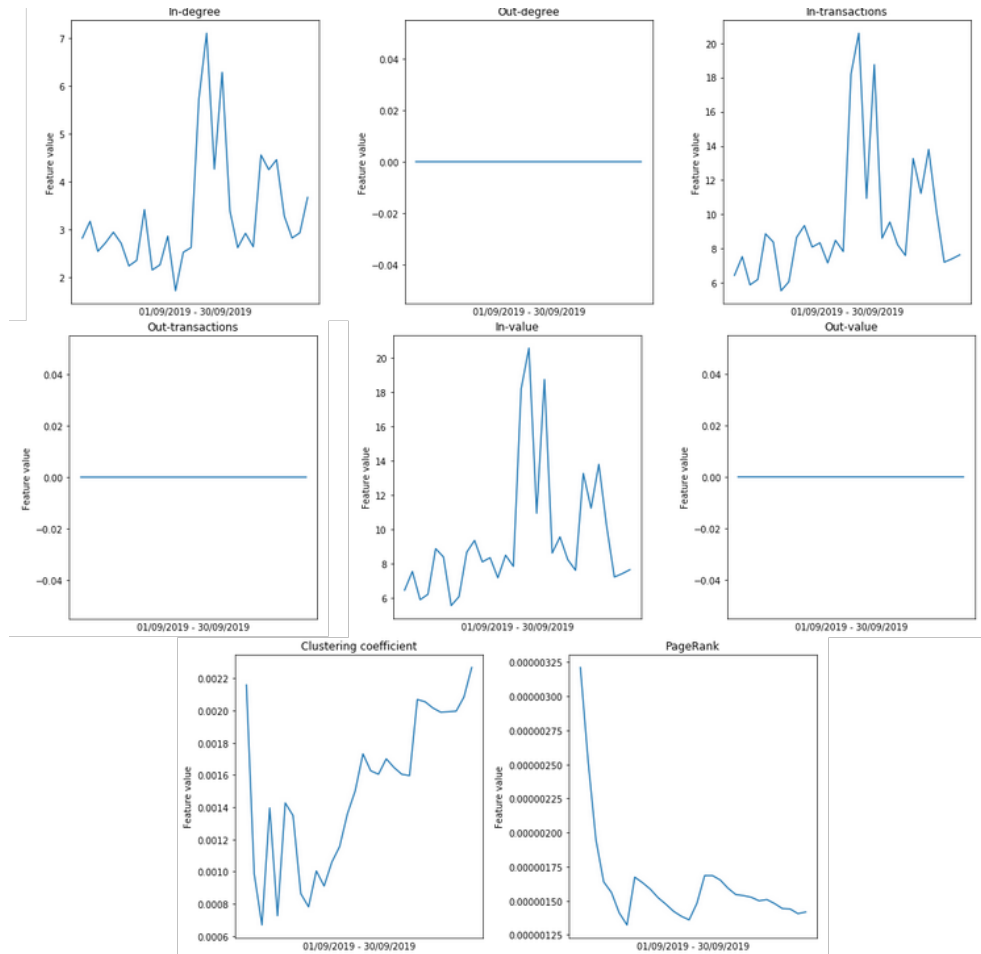 In-degree
Out-degree
In-transactions
7
6
5
4
3
2
Feature value
01/09/2019 - 30/09/2019
0.04
0.02
0.00
−0.02
−0.04
Feature value
01/09/2019 - 30/09/2019
20
18
16
14
12
10
8
6
Feature value
01/09/2019 - 30/09/2019
Out-transactions
In-value
Out-value
0.04
0.02
0.00
−0.02
−0.04
Feature value
01/09/2019 - 30/09/2019
20
18
16
14
12
10
8
6
Feature value
01/09/2019 - 30/09/2019
0.04
0.02
0.00
−0.02
−0.04
Feature value
01/09/2019 - 30/09/2019
Clustering coefficient
PageRank
0.0022
0.0020
0.0018
0.0016
0.0014
0.0012
0.0010
0.0008
0.0006
Feature value
01/09/2019 - 30/09/2019
0.00000325
0.00000300
0.00000275
0.00000250
0.00000225
0.00000200
0.00000175
0.00000150
0.00000125
Feature value
01/09/2019 - 30/09/2019